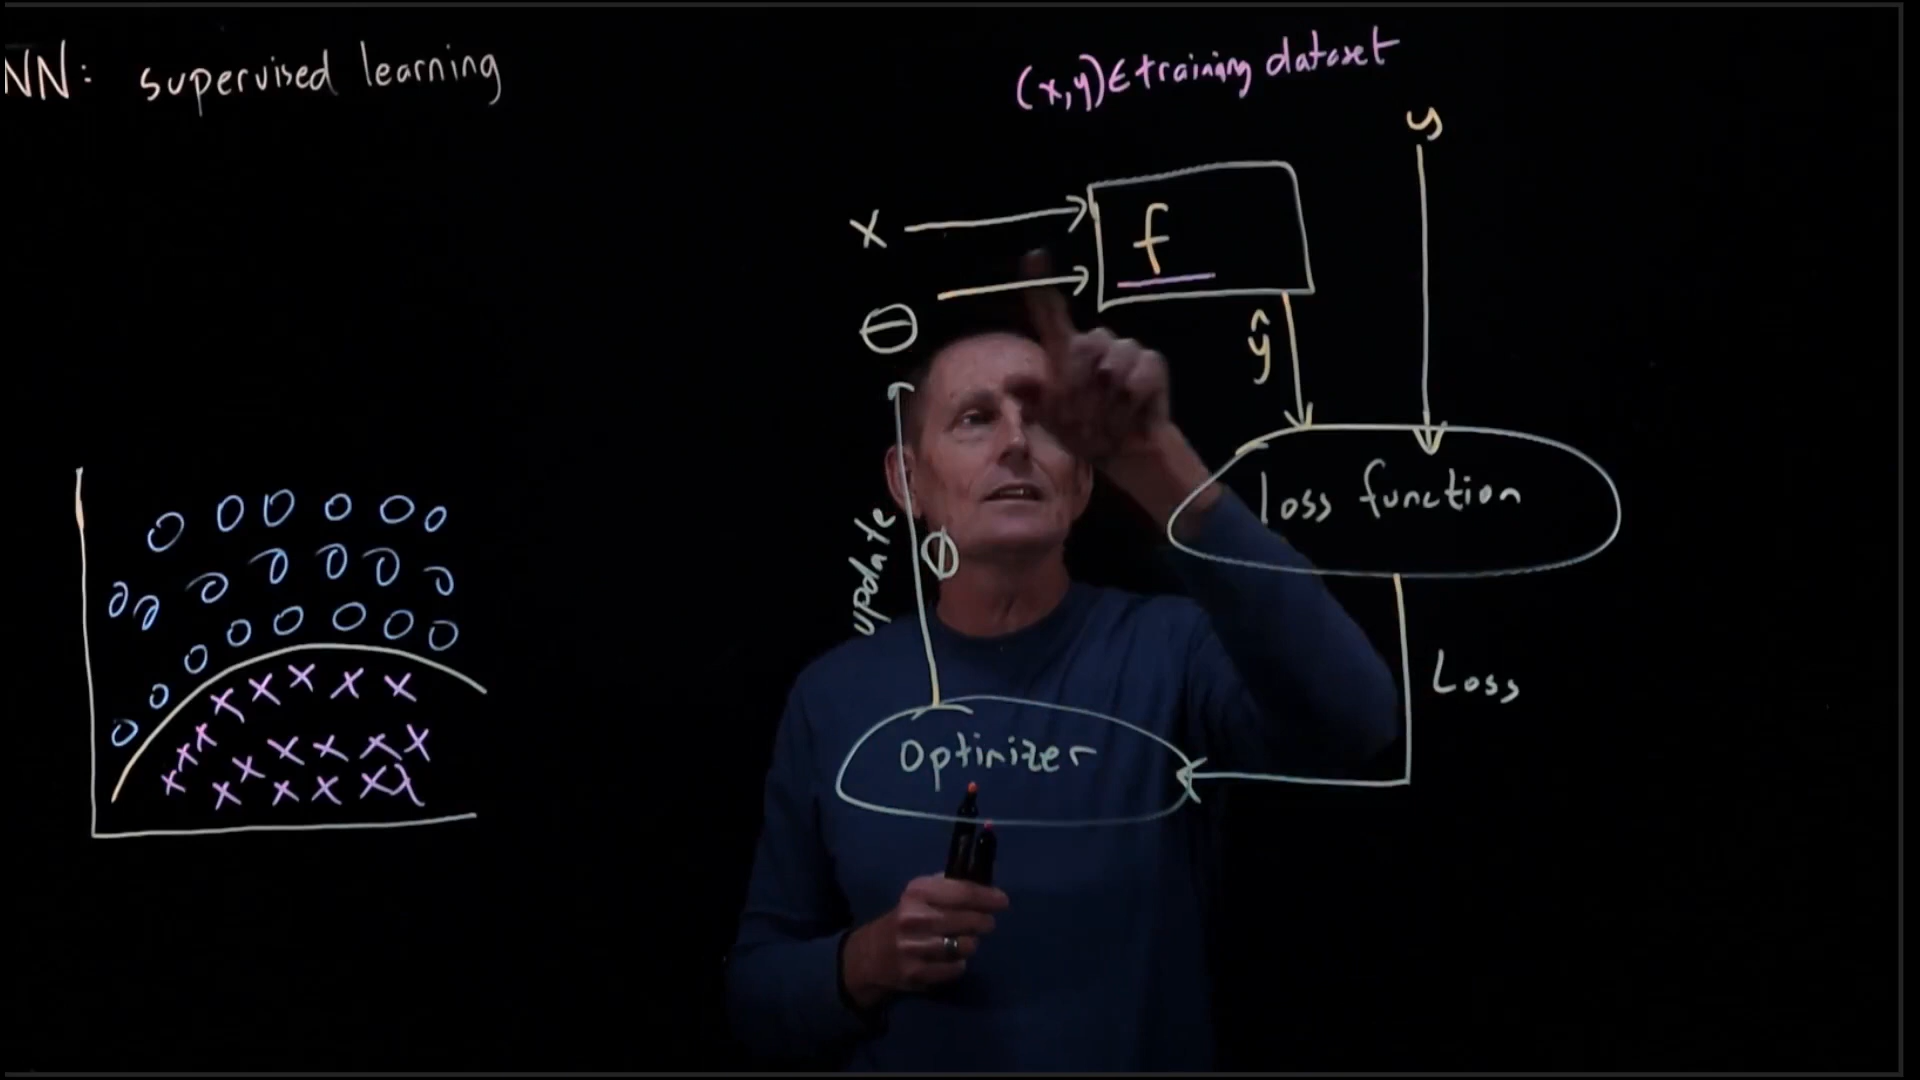 NN: supervised learning
(x,y)∈training dataset
y
x
f
θ
ŷ
loss function
update θ
Loss
Optimizer